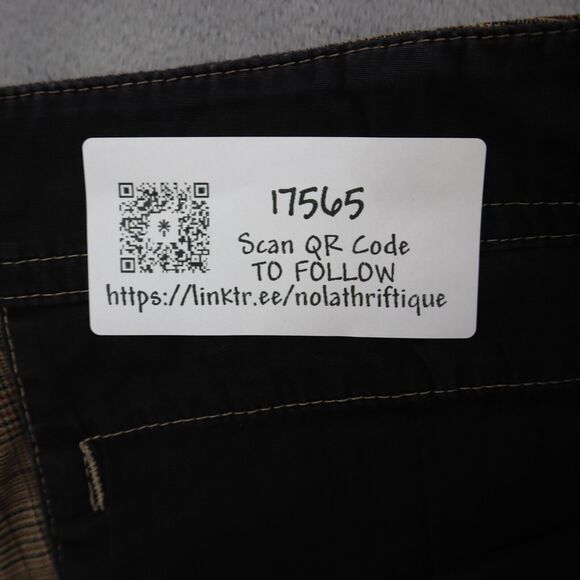 17565
Scan QR Code
TO FOLLOW
https://linktr.ee/nolathriftique